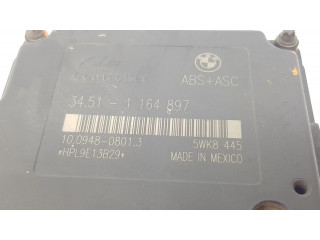 ABS+ASC
34.51 - 1 164 897
10.0948-0801.3
5WK8 445
*HPL9E13B29*
MADE IN MEXICO